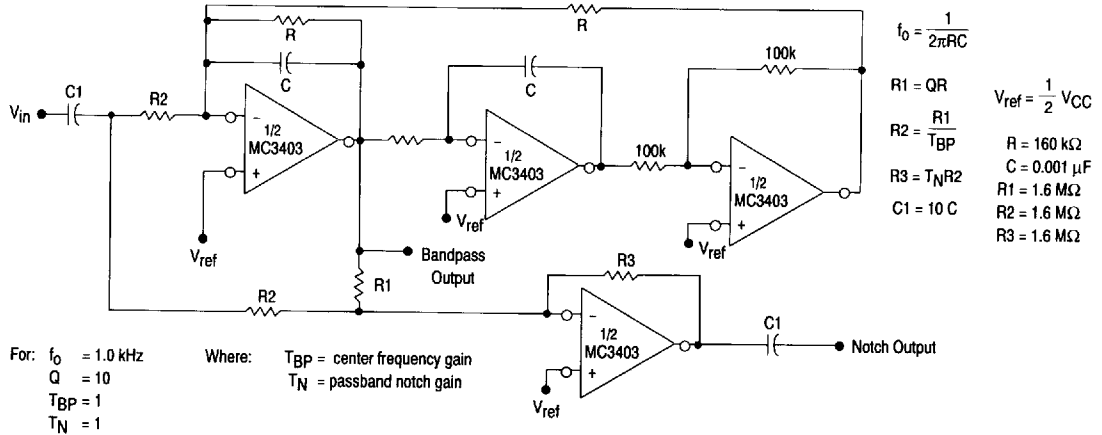 R
R
C
C1
R2
Vin
1/2
MC3403
Vref
C
1/2
MC3403
Vref
100k
100k
1/2
MC3403
Vref
Bandpass
Output
R1
R2
R3
1/2
MC3403
Vref
C1
Notch Output
fo = 1/2πRC
R1 = QR
R2 = R1/TBP
R3 = TNR2
C1 = 10 C
Vref = 1/2 VCC
R = 160 kΩ
C = 0.001 μF
R1 = 1.6 MΩ
R2 = 1.6 MΩ
R3 = 1.6 MΩ
For: fo = 1.0 kHz
Q = 10
TBP = 1
TN = 1
Where: TBP = center frequency gain
TN = passband notch gain